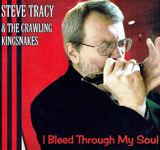 STEVE TRACY
& THE CRAWLING
KINGSNAKES
I Bleed Through My Soul